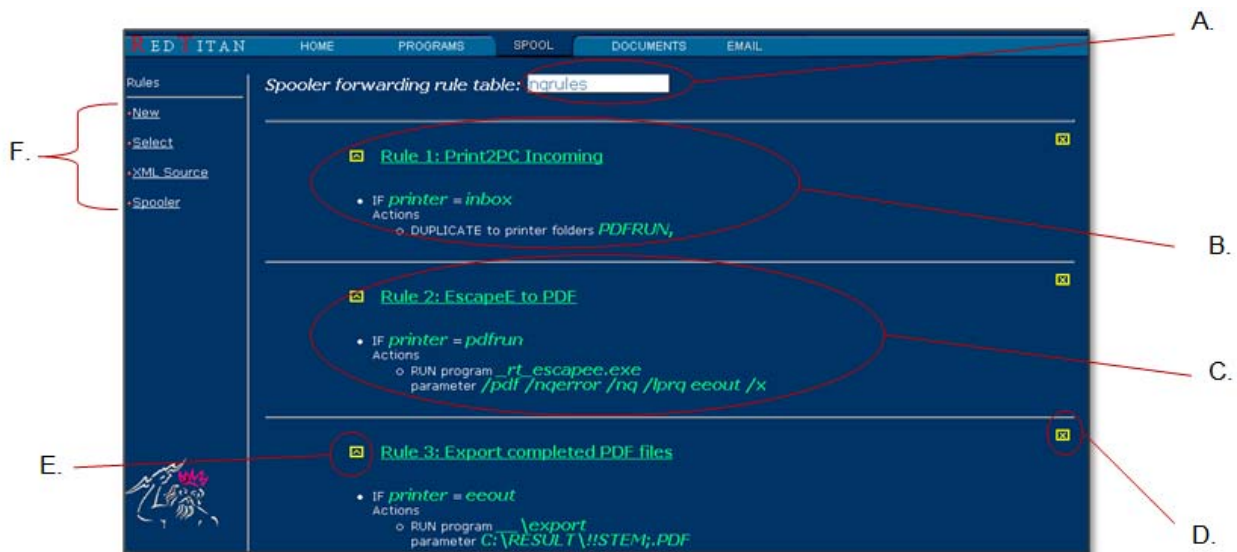 A.
RED TITAN HOME PROGRAMS SPOOL DOCUMENTS EMAIL
Rules
Spooler forwarding rule table: nqrules
New
Select
XML Source
Spooler
F.
Rule 1: Print2PC Incoming
IF printer = inbox
Actions
DUPLICATE to printer folders PDFRUN,
B.
Rule 2: EscapeE to PDF
IF printer = pdfrun
Actions
RUN program _rt_escapee.exe
parameter /pdf /nqerror /nq /lprq eeout /x
C.
E.
Rule 3: Export completed PDF files
IF printer = eeout
Actions
RUN program __\export
parameter C:\RESULT\!!STEM;.PDF
D.